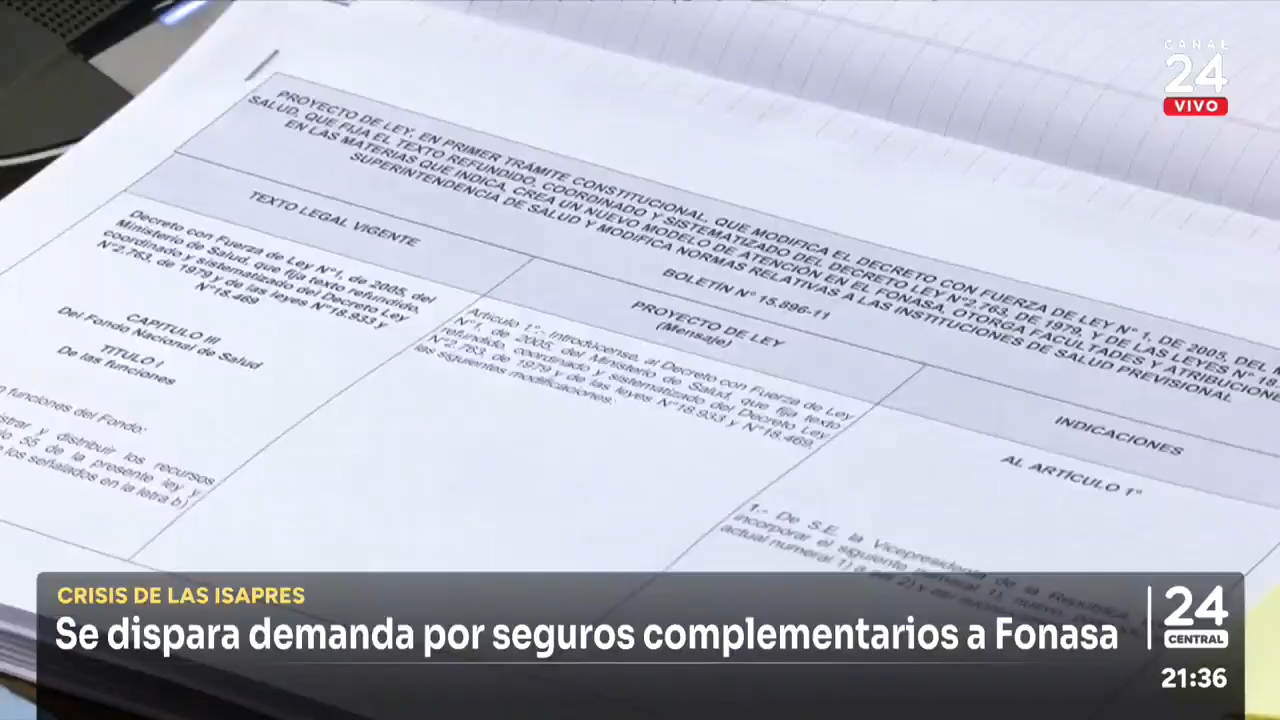 CANAL
24
VIVO
PROYECTO DE LEY, EN PRIMER TRÁMITE CONSTITUCIONAL, QUE MODIFICA EL DECRETO CON FUERZA DE LEY N° 1, DE 2005, DEL
SALUD, QUE FIJA EL TEXTO REFUNDIDO, COORDINADO Y SISTEMATIZADO DEL DECRETO LEY N°2.763, DE 1979, Y DE LAS LEYES N° 18
EN LAS MATERIAS QUE INDICA, CREA UN NUEVO MODELO DE ATENCIÓN EN EL FONASA, OTORGA FACULTADES Y ATRIBUCIONE
SUPERINTENDENCIA DE SALUD Y MODIFICA NORMAS RELATIVAS A LAS INSTITUCIONES DE SALUD PREVISIONAL
BOLETÍN N° 15.896-11
TEXTO LEGAL VIGENTE
Decreto con Fuerza de Ley N°1, de 2005, del
Ministerio de Salud, que fija texto refundido,
coordinado y sistematizado del Decreto Ley
N°2.763, de 1979 y de las leyes N°18.933 y
N°15.469
CAPITULO III
Del Fondo Nacional de Salud
TITULO I
De las funciones
funciones del Fondo:
strar y distribuir los recursos
55 de la presente ley y
los señalados en la letra b)
PROYECTO DE LEY
(Mensaje)
Artículo 1°.- Introdúcense, al Decreto con Fuerza de Ley
N°1, de 2005, del Ministerio de Salud, que fija texto
refundido, coordinado y sistematizado del Decreto Ley
N°2.763, de 1979 y de las leyes N°18.933 y N°18.469,
las siguientes modificaciones:
INDICACIONES
AL ARTÍCULO 1°
1.- De S.E. la Vicepresidenta de la República,
incorporar el siguiente numeral 1), nuevo,
actual numeral 1) a ser 2) y
CRISIS DE LAS ISAPRES
Se dispara demanda por seguros complementarios a Fonasa
24
CENTRAL
21:36